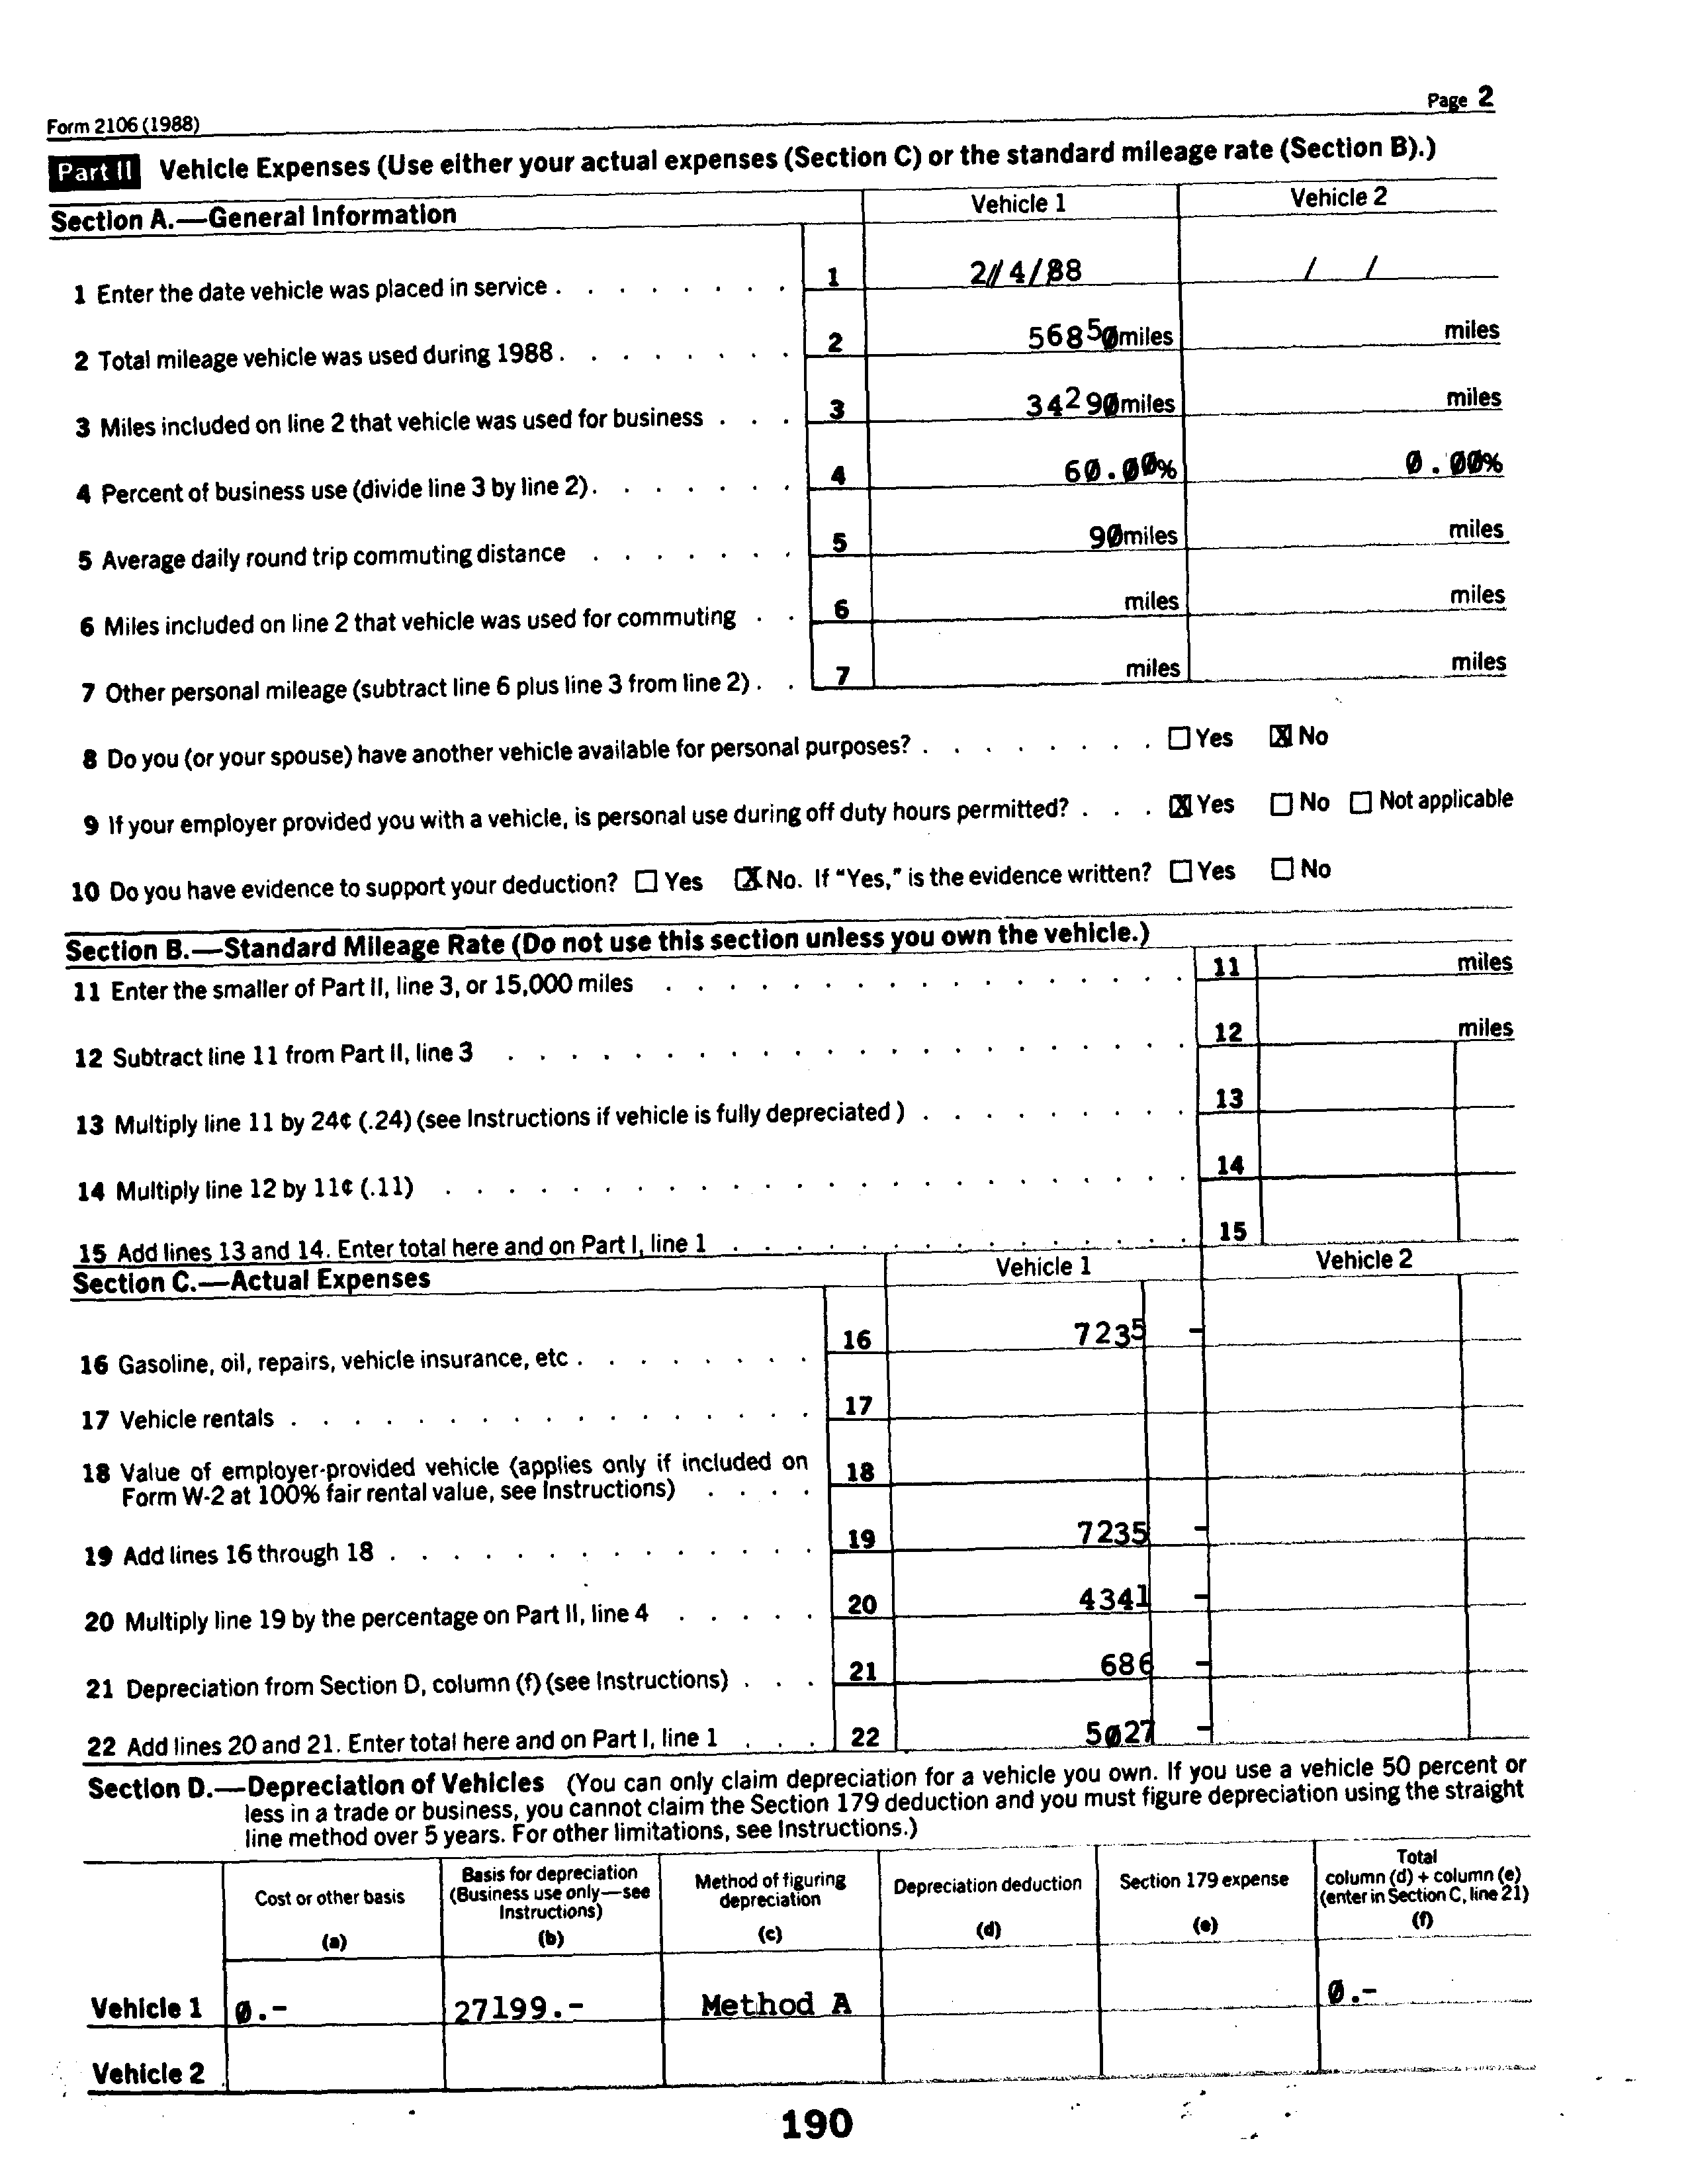 Form 2106 (1988) Page 2
Part II Vehicle Expenses (Use either your actual expenses (Section C) or the standard mileage rate (Section B).)
Section A.—General Information Vehicle 1 Vehicle 2
1 Enter the date vehicle was placed in service . . . . . . . . 1 2//4/88 / /
2 Total mileage vehicle was used during 1988 . . . . . . . . 2 56850miles miles
3 Miles included on line 2 that vehicle was used for business . . . 3 34290miles miles
4 Percent of business use (divide line 3 by line 2) . . . . . . . 4 60.00% 0.00%
5 Average daily round trip commuting distance . . . . . . . 5 90miles miles
6 Miles included on line 2 that vehicle was used for commuting . . 6 miles miles
7 Other personal mileage (subtract line 6 plus line 3 from line 2) . . 7 miles miles
8 Do you (or your spouse) have another vehicle available for personal purposes? . . . . . . . . ☐ Yes ☒ No
9 If your employer provided you with a vehicle, is personal use during off duty hours permitted? . . . ☒ Yes ☐ No ☐ Not applicable
10 Do you have evidence to support your deduction? ☐ Yes ☒ No. If "Yes," is the evidence written? ☐ Yes ☐ No
Section B.—Standard Mileage Rate (Do not use this section unless you own the vehicle.)
11 Enter the smaller of Part II, line 3, or 15,000 miles . . . . . . . . . . . . . . . . 11 miles
12 Subtract line 11 from Part II, line 3 . . . . . . . . . . . . . . . . . . . . . 12 miles
13 Multiply line 11 by 24¢ (.24) (see Instructions if vehicle is fully depreciated ) . . . . . . . . . 13
14 Multiply line 12 by 11¢ (.11) . . . . . . . . . . . . . . . . . . . . . . . 14
15 Add lines 13 and 14. Enter total here and on Part I, line 1 . . . . . . . . . . . . . . 15
Section C.—Actual Expenses Vehicle 1 Vehicle 2
16 Gasoline, oil, repairs, vehicle insurance, etc . . . . . . . . 16 7235 -
17 Vehicle rentals . . . . . . . . . . . . . . . . 17
18 Value of employer-provided vehicle (applies only if included on
Form W-2 at 100% fair rental value, see Instructions) . . . . 18
19 Add lines 16 through 18 . . . . . . . . . . . . . 19 7235 -
20 Multiply line 19 by the percentage on Part II, line 4 . . . . . 20 4341 -
21 Depreciation from Section D, column (f) (see Instructions) . . . 21 686 -
22 Add lines 20 and 21. Enter total here and on Part I, line 1 . . . 22 5027 -
Section D.—Depreciation of Vehicles (You can only claim depreciation for a vehicle you own. If you use a vehicle 50 percent or
less in a trade or business, you cannot claim the Section 179 deduction and you must figure depreciation using the straight
line method over 5 years. For other limitations, see Instructions.)
Cost or other basis (a)
Basis for depreciation (Business use only—see Instructions) (b)
Method of figuring depreciation (c)
Depreciation deduction (d)
Section 179 expense (e)
Total column (d) + column (e) (enter in Section C, line 21) (f)
Vehicle 1 0.- 27199.- Method A 0.-
Vehicle 2
190